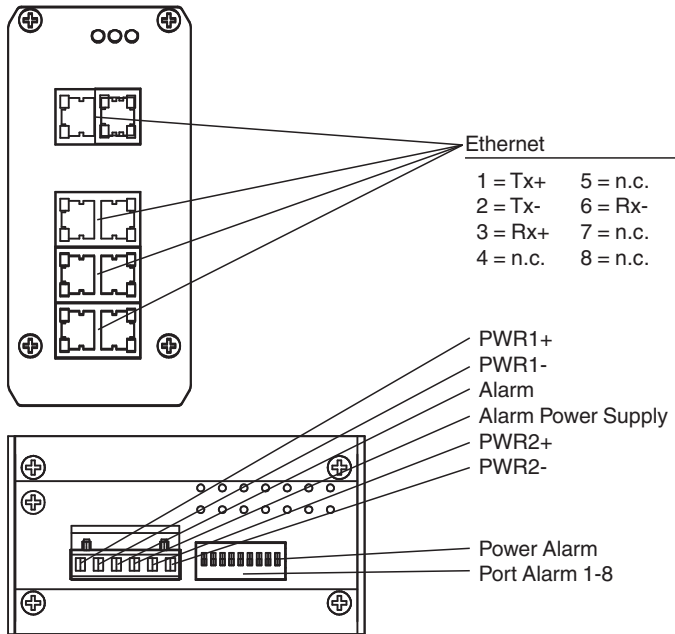 Ethernet
1 = Tx+ 5 = n.c.
2 = Tx- 6 = Rx-
3 = Rx+ 7 = n.c.
4 = n.c. 8 = n.c.
PWR1+
PWR1-
Alarm
Alarm Power Supply
PWR2+
PWR2-
Power Alarm
Port Alarm 1-8